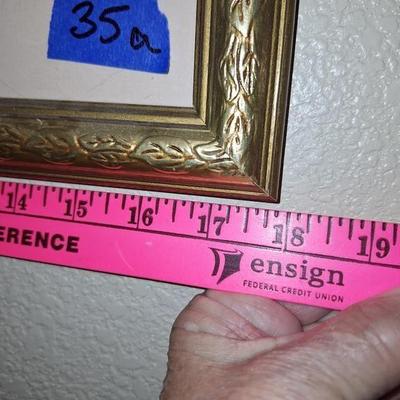 35a
14 15 16 17 18 19
ERENCE
ensign
FEDERAL CREDIT UNION